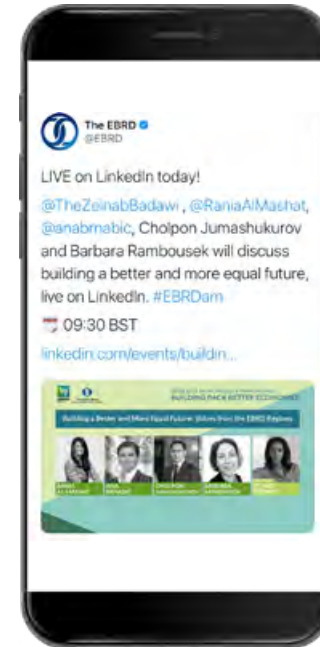 The EBRD
@EBRD
LIVE on LinkedIn today!
@TheZeinabBadawi, @RaniaAlMashat,
@anabrnabic, Cholpon Jumashukurov
and Barbara Rambousek will discuss
building a better and more equal future,
live on LinkedIn. #EBRDam
09:30 BST
linkedin.com/events/buildin...
BUILDING BACK BETTER ECONOMIES
Building a Better and More Equal Future: Voices from the EBRD Regions